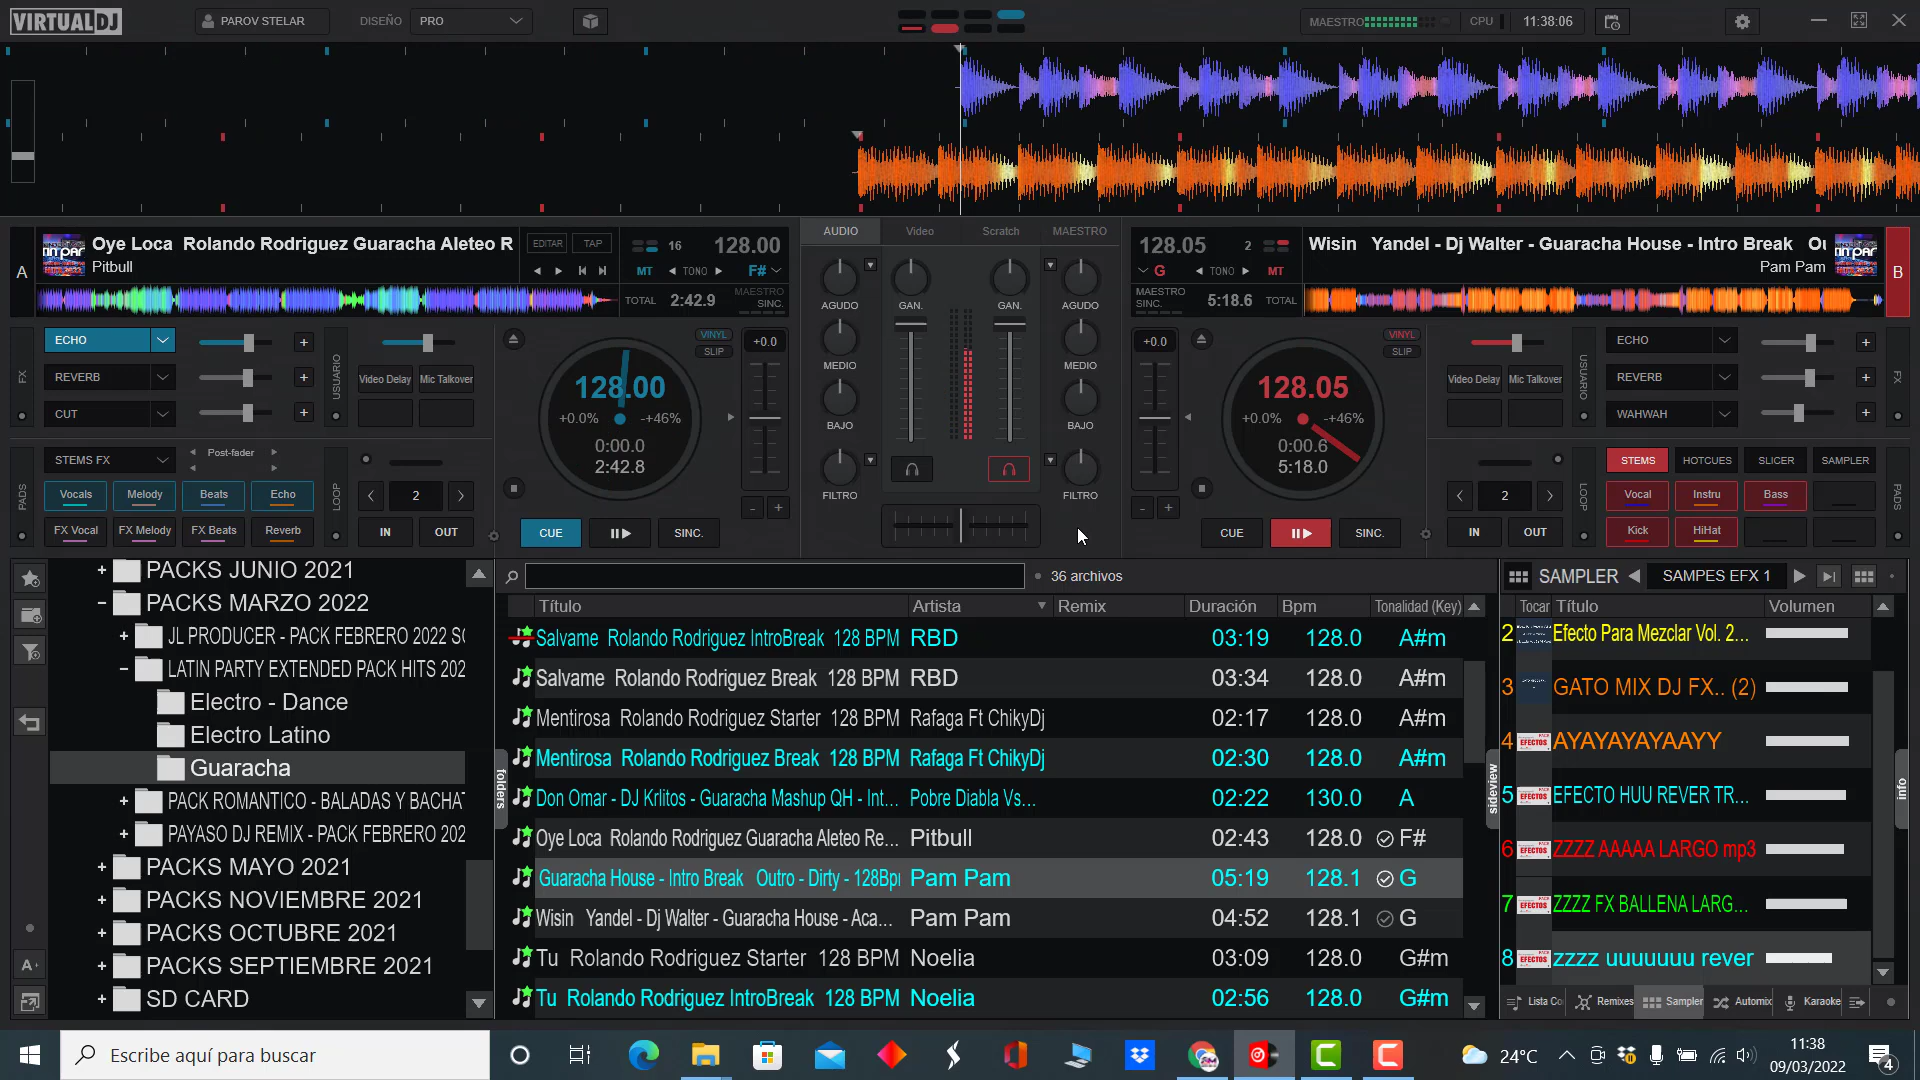 VIRTUALDJ PAROV STELAR DISEÑO PRO MAESTRO CPU 11:38:06
A Oye Loca Rolando Rodriguez Guaracha Aleteo R
Pitbull
EDITAR TAP 16 128.00
MT TONO F#
TOTAL 2:42.9 MAESTRO SINC.
AUDIO Video Scratch MAESTRO
128.05 2 Wisin Yandel - Dj Walter - Guaracha House - Intro Break Ou
Pam Pam
G TONO MT
MAESTRO SINC. 5:18.6 TOTAL
B
AGUDO GAN. GAN. AGUDO
MEDIO MEDIO
BAJO BAJO
FILTRO FILTRO
FX ECHO
REVERB
CUT
USUARIO
Video Delay Mic Talkover
VINYL
SLIP
+0.0
128.00
+0.0% -+46%
0:00.0
2:42.8
+0.0
VINYL
SLIP
128.05
+0.0% -+46%
0:00.6
5:18.0
Video Delay Mic Talkover
USUARIO
ECHO
REVERB
WAHWAH
FX
PADS STEMS FX Post-fader
Vocals Melody Beats Echo
FX Vocal FX Melody FX Beats Reverb
LOOP 2
IN OUT
CUE SINC.
- +
- +
CUE SINC.
2 LOOP
IN OUT
STEMS HOTCUES SLICER SAMPLER
Vocal Instru Bass
Kick HiHat
PADS
+ PACKS JUNIO 2021
- PACKS MARZO 2022
+ JL PRODUCER - PACK FEBRERO 2022 SO
- LATIN PARTY EXTENDED PACK HITS 202
Electro - Dance
Electro Latino
Guaracha
+ PACK ROMANTICO - BALADAS Y BACHAT
+ PAYASO DJ REMIX - PACK FEBRERO 202
+ PACKS MAYO 2021
+ PACKS NOVIEMBRE 2021
+ PACKS OCTUBRE 2021
+ PACKS SEPTIEMBRE 2021
+ SD CARD
folders
36 archivos
Título Artista Remix Duración Bpm Tonalidad (Key)
Salvame Rolando Rodriguez IntroBreak 128 BPM RBD 03:19 128.0 A#m
Salvame Rolando Rodriguez Break 128 BPM RBD 03:34 128.0 A#m
Mentirosa Rolando Rodriguez Starter 128 BPM Rafaga Ft ChikyDj 02:17 128.0 A#m
Mentirosa Rolando Rodriguez Break 128 BPM Rafaga Ft ChikyDj 02:30 128.0 A#m
Don Omar - DJ Krlitos - Guaracha Mashup QH - Int... Pobre Diabla Vs... 02:22 130.0 A
Oye Loca Rolando Rodriguez Guaracha Aleteo Re... Pitbull 02:43 128.0 F#
Guaracha House - Intro Break Outro - Dirty - 128Bp Pam Pam 05:19 128.1 G
Wisin Yandel - Dj Walter - Guaracha House - Aca... Pam Pam 04:52 128.1 G
Tu Rolando Rodriguez Starter 128 BPM Noelia 03:09 128.0 G#m
Tu Rolando Rodriguez IntroBreak 128 BPM Noelia 02:56 128.0 G#m
sideview
SAMPLER SAMPES EFX 1
Tocar Título Volumen
2 Efecto Para Mezclar Vol. 2...
3 GATO MIX DJ FX.. (2)
4 EFECTOS AYAYAYAYAAYY
5 EFECTOS EFECTO HUU REVER TR...
6 EFECTOS ZZZZ AAAAA LARGO mp3
7 EFECTOS ZZZZ FX BALLENA LARG...
8 EFECTOS zzzz uuuuuuu rever
info
Lista Co Remixes Sampler Automix Karaoke
Escribe aquí para buscar
24°C
11:38
09/03/2022
4